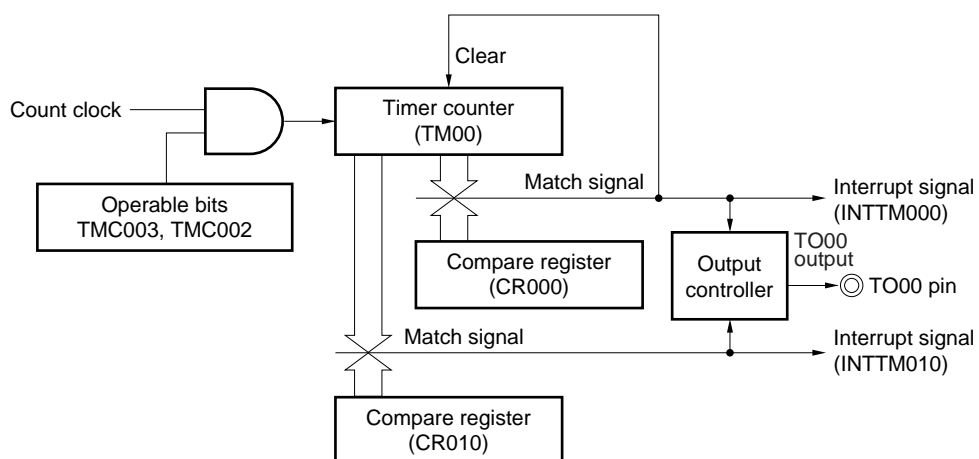 Clear
Count clock
Timer counter
(TM00)
Operable bits
TMC003, TMC002
Match signal
Interrupt signal
(INTTM000)
Compare register
(CR000)
Output
controller
TO00
output
TO00 pin
Match signal
Interrupt signal
(INTTM010)
Compare register
(CR010)